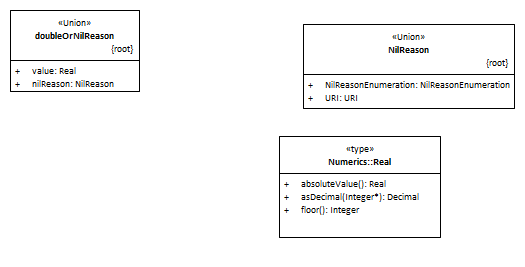 «Union»
doubleOrNilReason
{root}
+ value: Real
+ nilReason: NilReason
«Union»
NilReason
{root}
+ NilReasonEnumeration: NilReasonEnumeration
+ URI: URI
«type»
Numerics::Real
+ absoluteValue(): Real
+ asDecimal(Integer*): Decimal
+ floor(): Integer